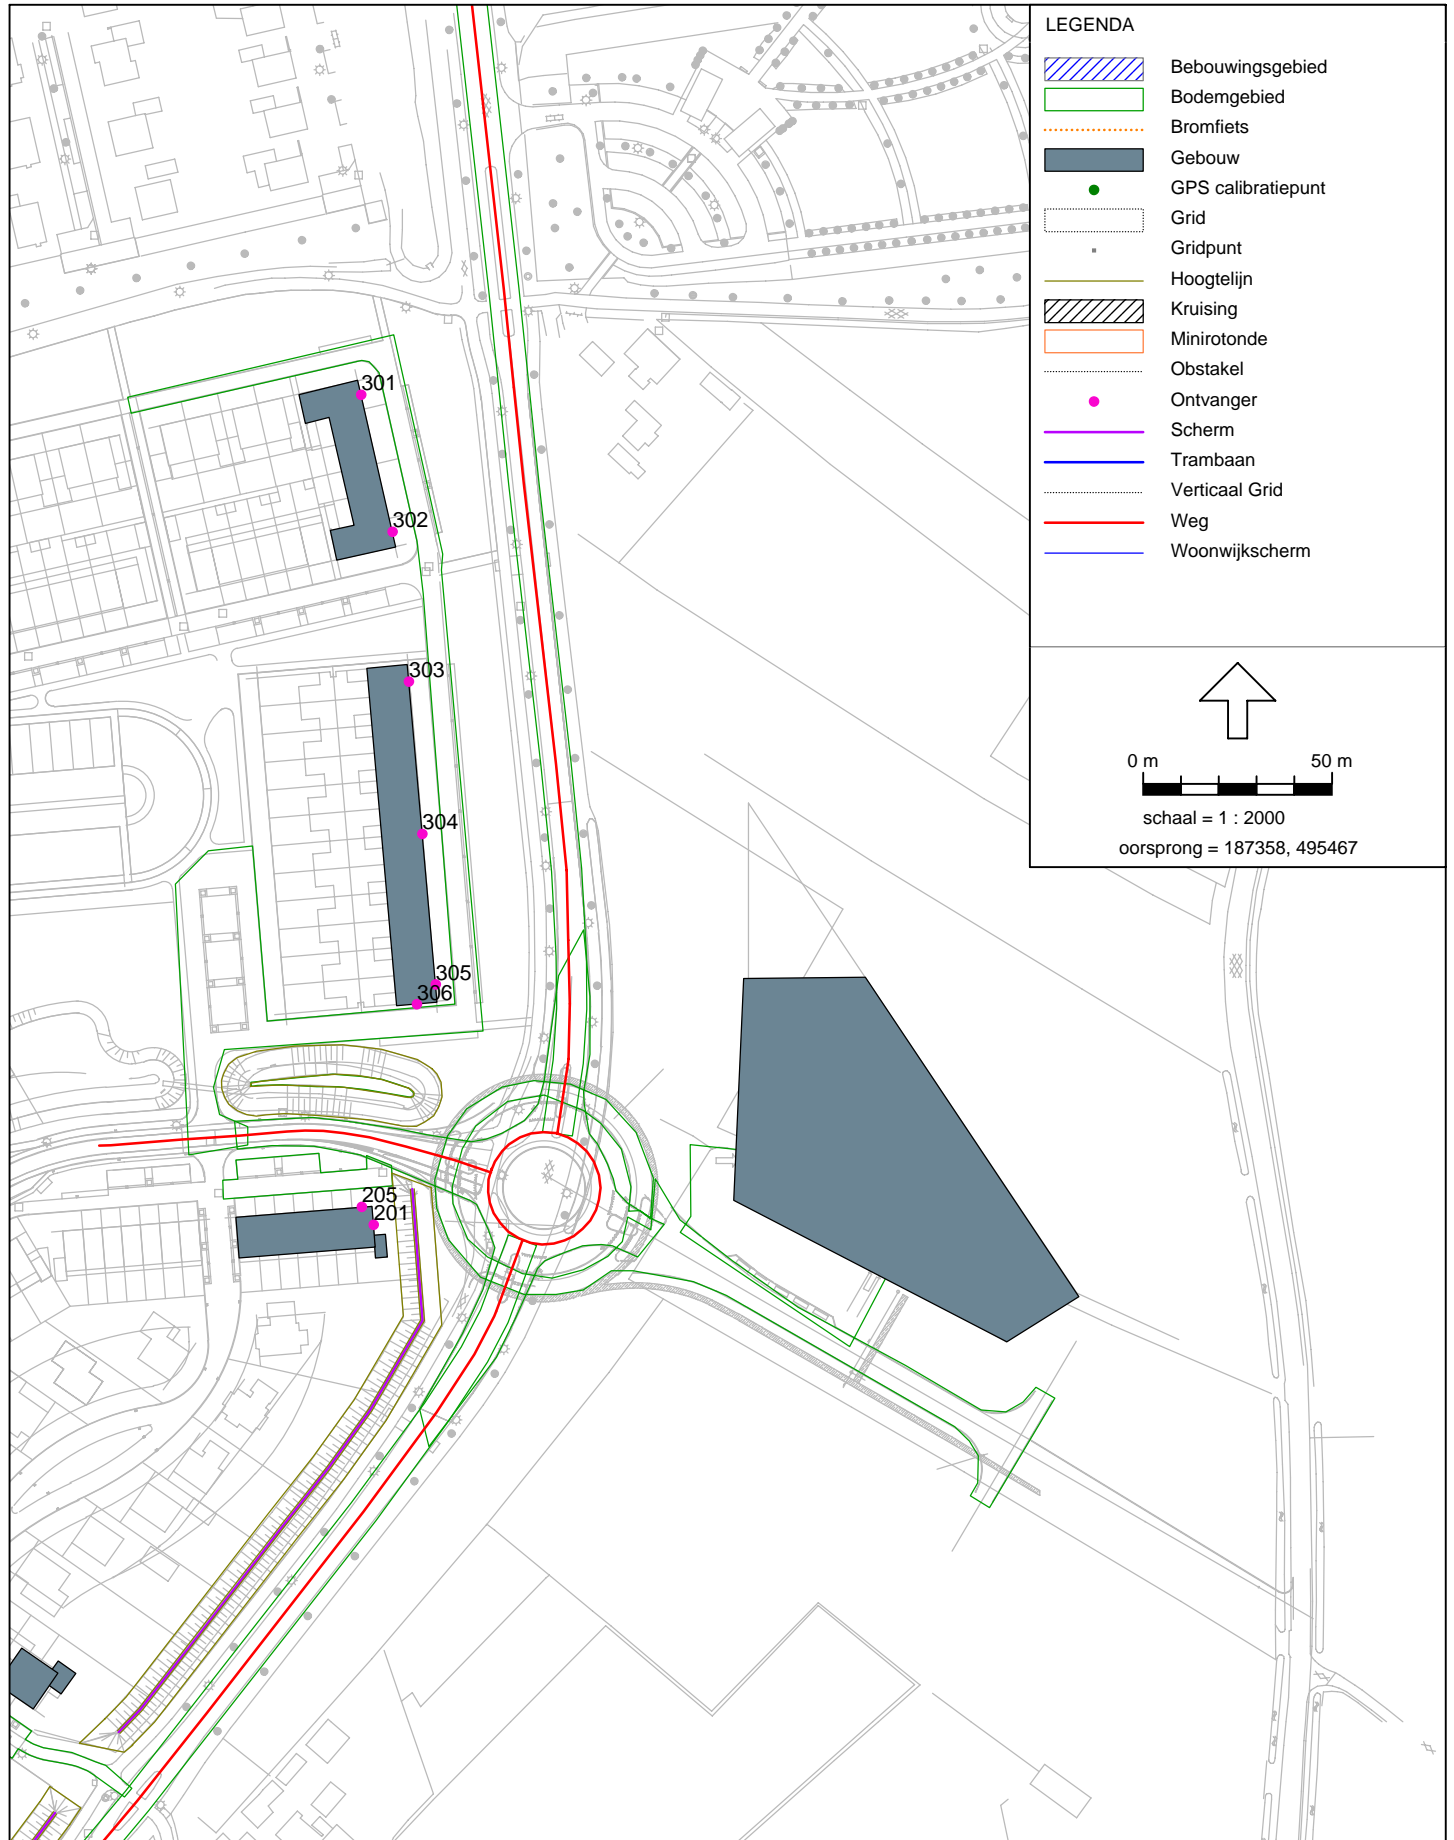 LEGENDA
Bebouwingsgebied
Bodemgebied
Bromfiets
Gebouw
GPS calibratiepunt
Grid
Gridpunt
Hoogtelijn
Kruising
Minirotonde
Obstakel
Ontvanger
Scherm
Trambaan
Verticaal Grid
Weg
Woonwijkscherm
0 m 50 m
schaal = 1 : 2000
oorsprong = 187358, 495467
301
302
303
304
305
306
205
201